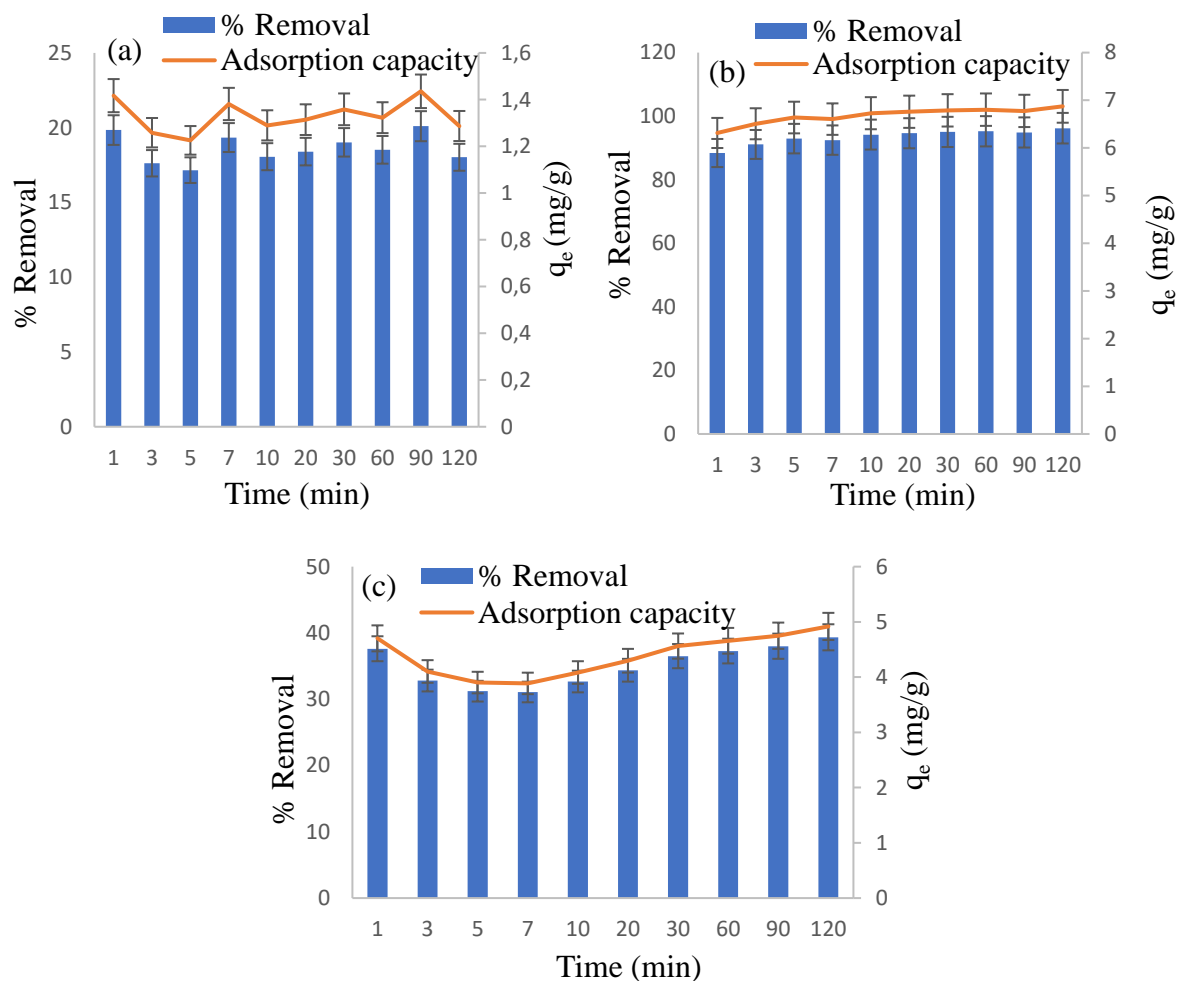 (a)
% Removal
Adsorption capacity
25
20
15
10
5
0
% Removal
1,6
1,4
1,2
1
0,8
0,6
0,4
0,2
0
qe (mg/g)
1 3 5 7 10 20 30 60 90 120
Time (min)
(b)
% Removal
Adsorption capacity
120
100
80
60
40
20
0
% Removal
8
7
6
5
4
3
2
1
0
qe (mg/g)
1 3 5 7 10 20 30 60 90 120
Time (min)
(c)
% Removal
Adsorption capacity
50
40
30
20
10
0
% Removal
6
5
4
3
2
1
0
qe (mg/g)
1 3 5 7 10 20 30 60 90 120
Time (min)